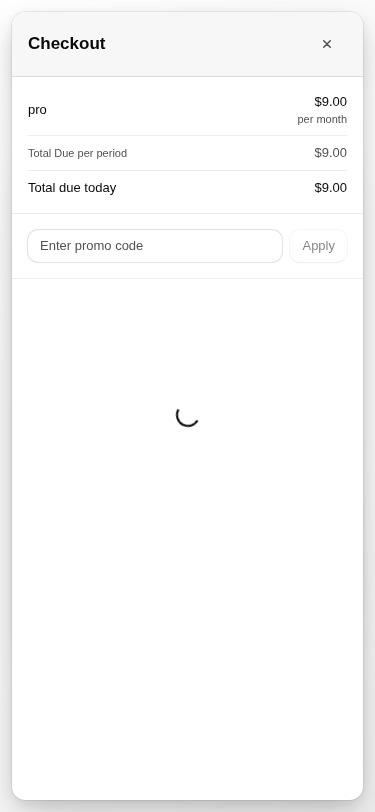 Checkout
pro
$9.00
per month
Total Due per period
$9.00
Total due today
$9.00
Enter promo code
Apply